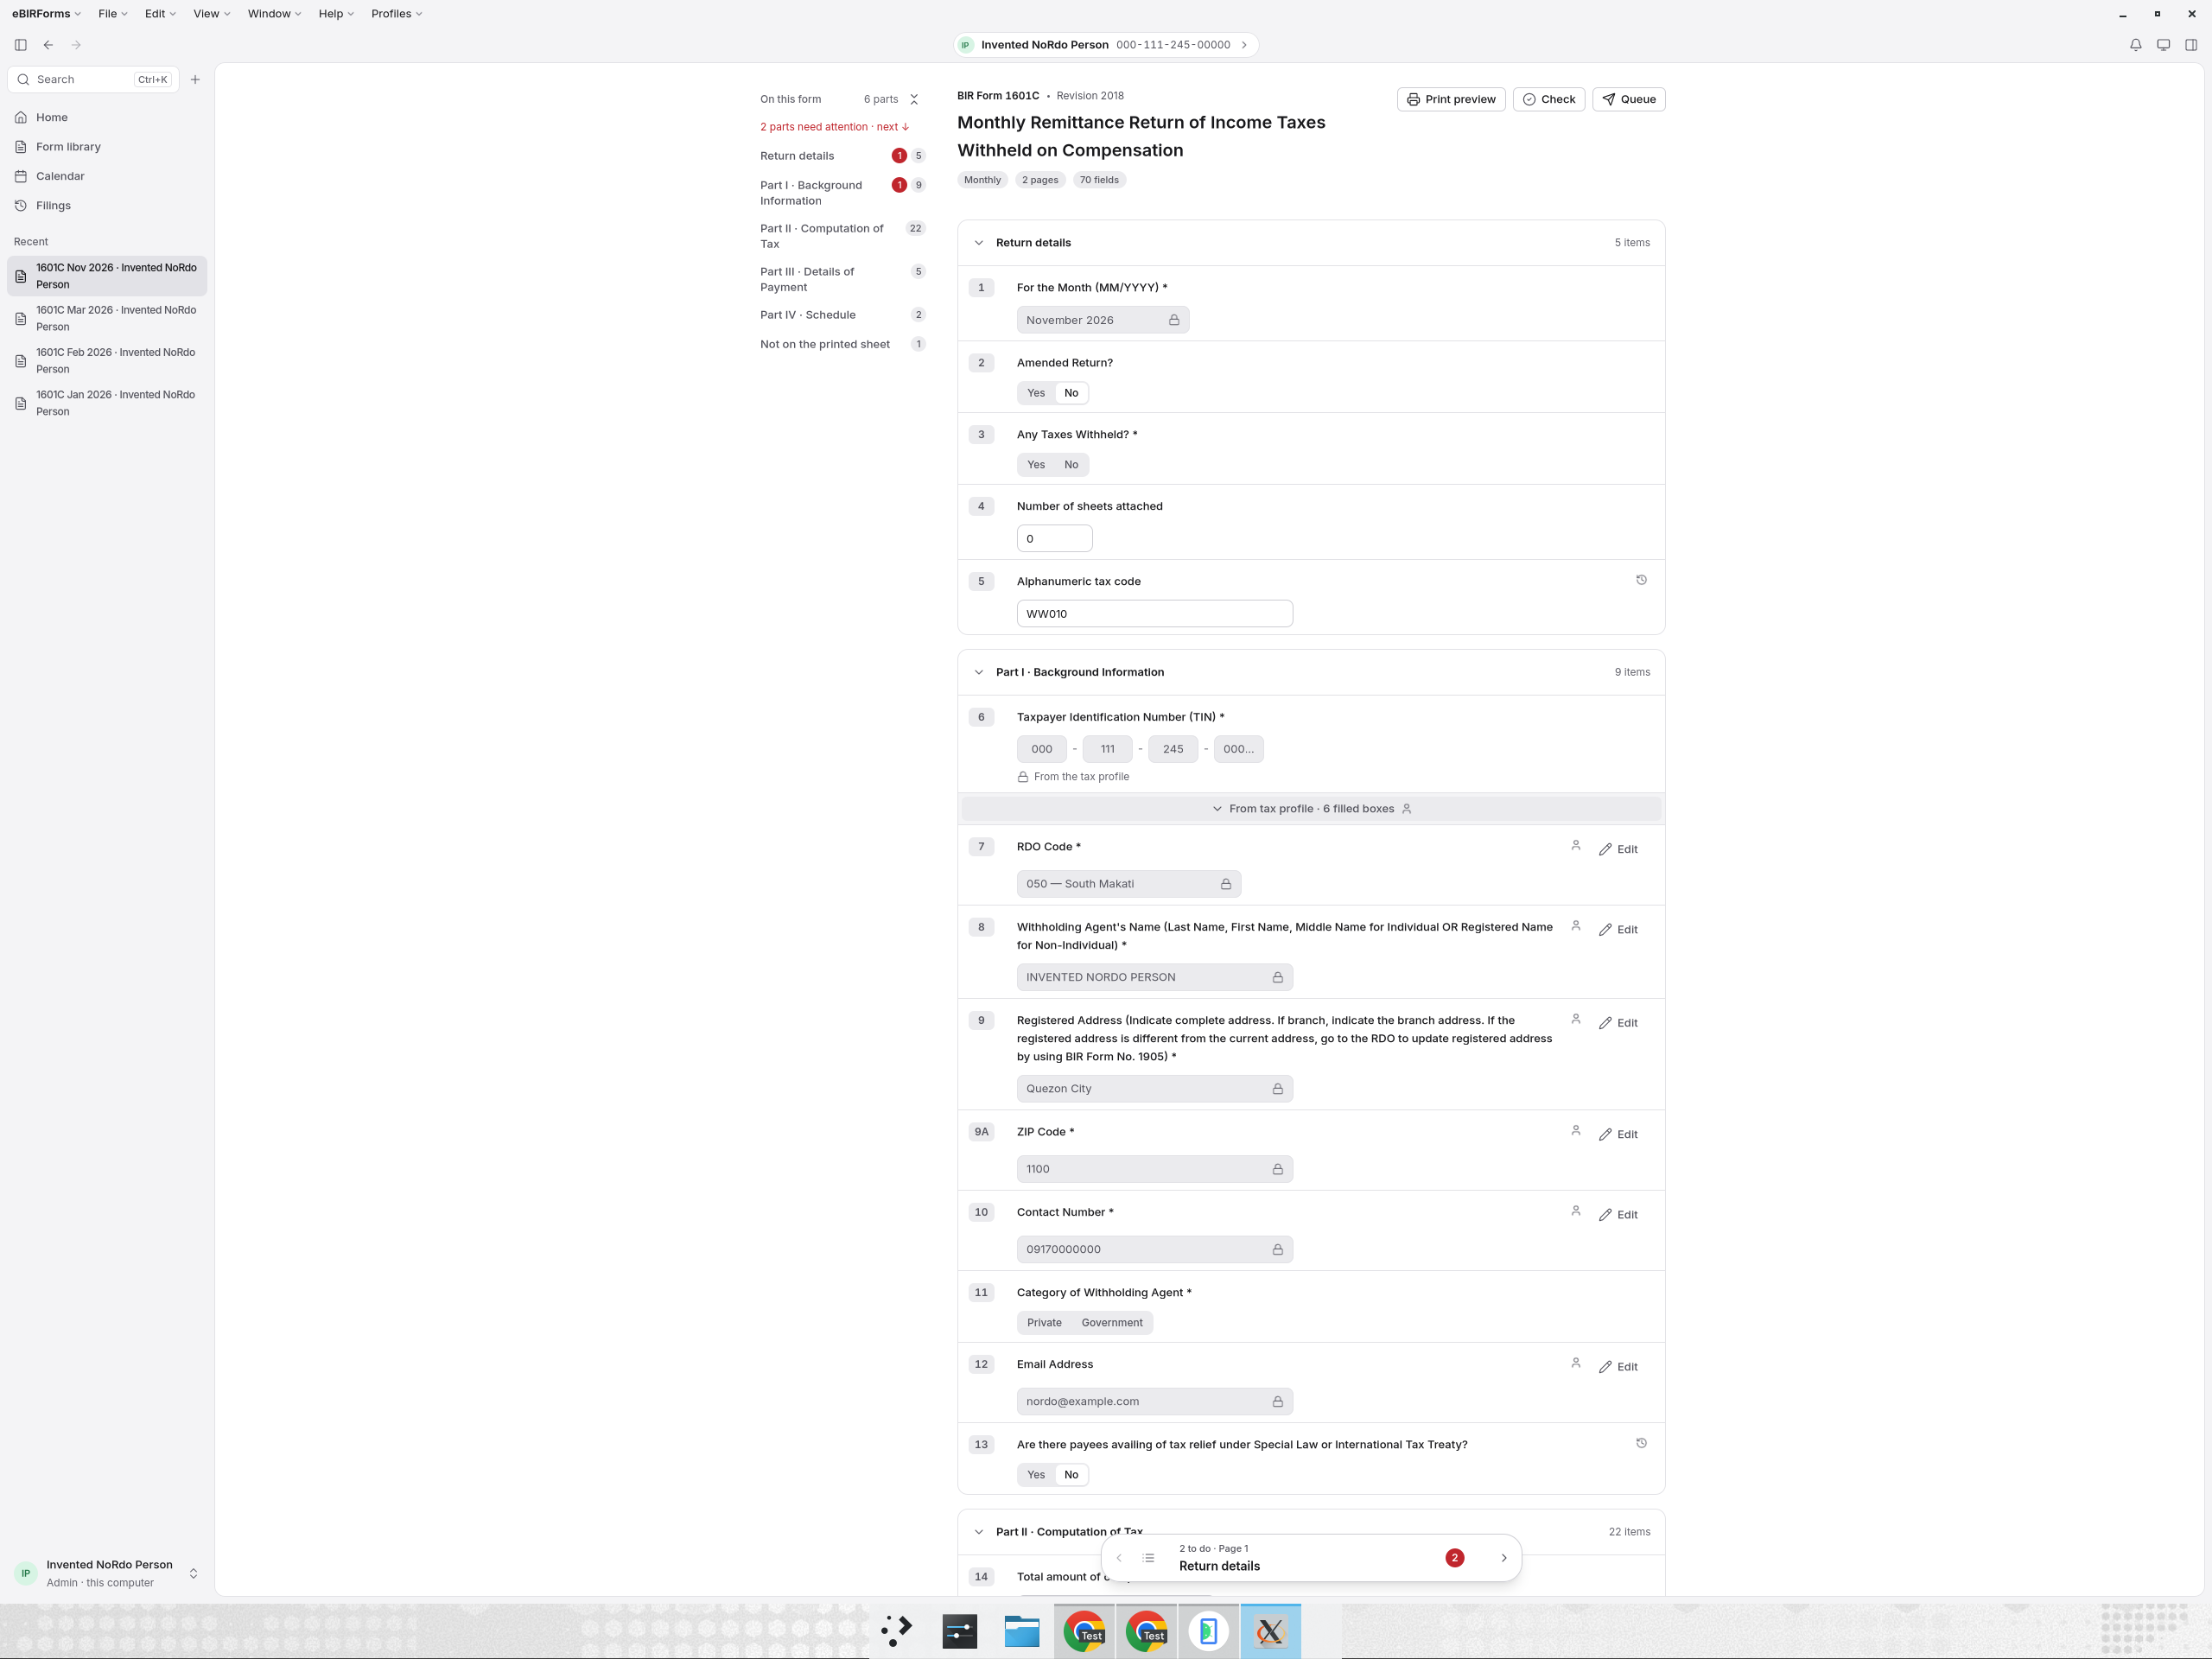 eBIRForms File Edit View Window Help Profiles
IP Invented NoRdo Person 000-111-245-00000
Search Ctrl+K
Home
Form library
Calendar
Filings
Recent
1601C Nov 2026 · Invented NoRdo
Person
1601C Mar 2026 · Invented NoRdo
Person
1601C Feb 2026 · Invented NoRdo
Person
1601C Jan 2026 · Invented NoRdo
Person
On this form 6 parts
2 parts need attention · next ↓
Return details 1 5
Part I · Background 1 9
Information
Part II · Computation of 22
Tax
Part III · Details of 5
Payment
Part IV · Schedule 2
Not on the printed sheet 1
BIR Form 1601C • Revision 2018
Print preview Check Queue
Monthly Remittance Return of Income Taxes
Withheld on Compensation
Monthly 2 pages 70 fields
Return details 5 items
1 For the Month (MM/YYYY) *
November 2026
2 Amended Return?
Yes No
3 Any Taxes Withheld? *
Yes No
4 Number of sheets attached
0
5 Alphanumeric tax code
WW010
Part I · Background Information 9 items
6 Taxpayer Identification Number (TIN) *
000 - 111 - 245 - 000...
From the tax profile
From tax profile · 6 filled boxes
7 RDO Code * Edit
050 — South Makati
8 Withholding Agent's Name (Last Name, First Name, Middle Name for Individual OR Registered Name Edit
for Non-Individual) *
INVENTED NORDO PERSON
9 Registered Address (Indicate complete address. If branch, indicate the branch address. If the Edit
registered address is different from the current address, go to the RDO to update registered address
by using BIR Form No. 1905) *
Quezon City
9A ZIP Code * Edit
1100
10 Contact Number * Edit
09170000000
11 Category of Withholding Agent *
Private Government
12 Email Address Edit
nordo@example.com
13 Are there payees availing of tax relief under Special Law or International Tax Treaty?
Yes No
Part II · Computation of Tax 22 items
14 Total amount of
2 to do · Page 1
Return details 2
IP Invented NoRdo Person
Admin · this computer
Test Test